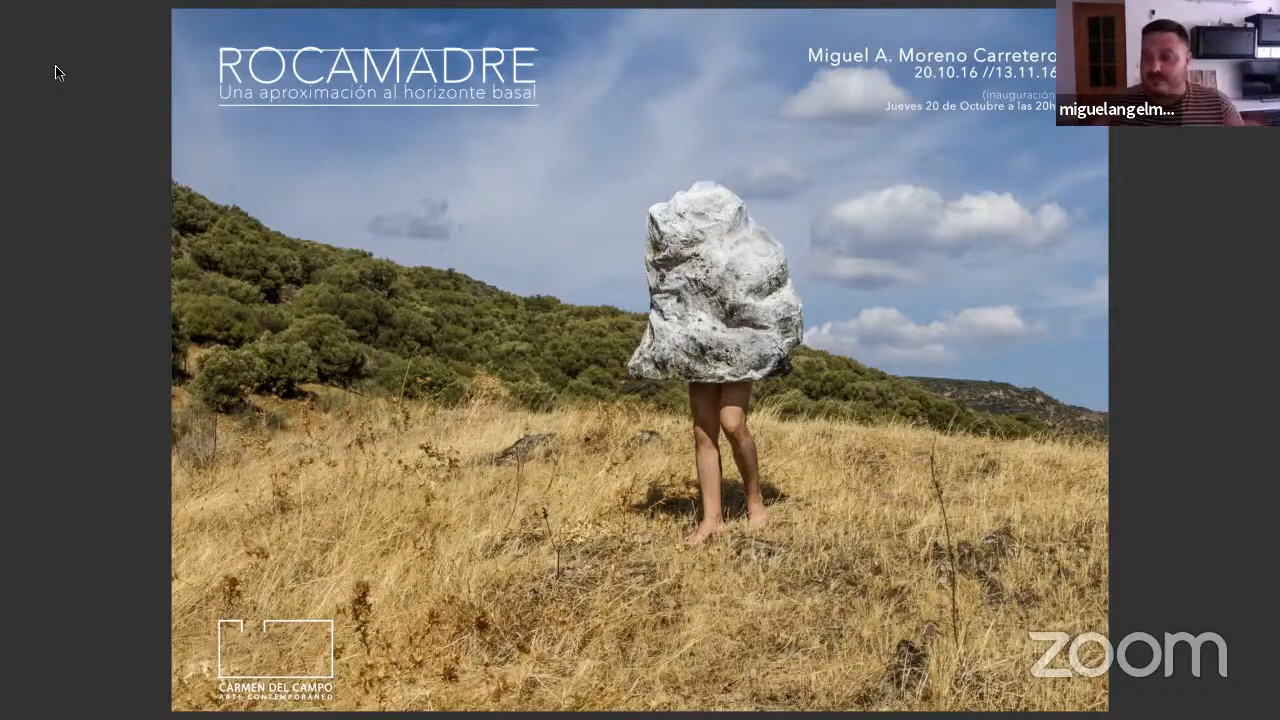 ROCAMADRE
Una aproximación al horizonte basal
Miguel A. Moreno Carretero
20.10.16 //13.11.16
(inauguración
Jueves 20 de Octubre a las 20h
miguelangelm...
CARMEN DEL CAMPO
ARTE CONTEMPORÁNEO
zoom